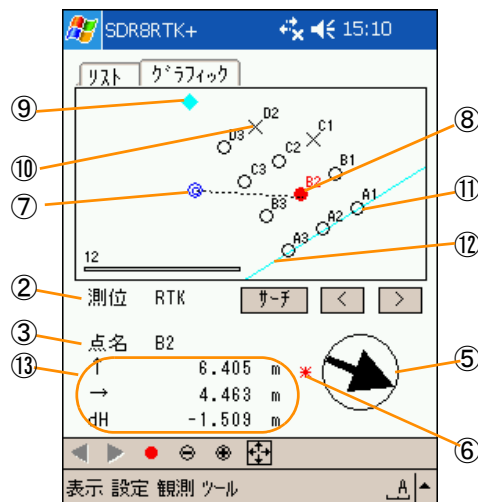 SDR8RTK+ 15:10
リスト グラフィック
⑨
D2
⑩
D3
C1
C2
⑧
B1
C3
⑦
B2
A1
⑪
B3
A2
A3
⑫
12
② 測位 RTK サーチ < >
③ 点名 B2
⑬
⑤
↑ 6.405 m
→ 4.463 m
⑥
dH -1.509 m
表示 設定 観測 ツール A